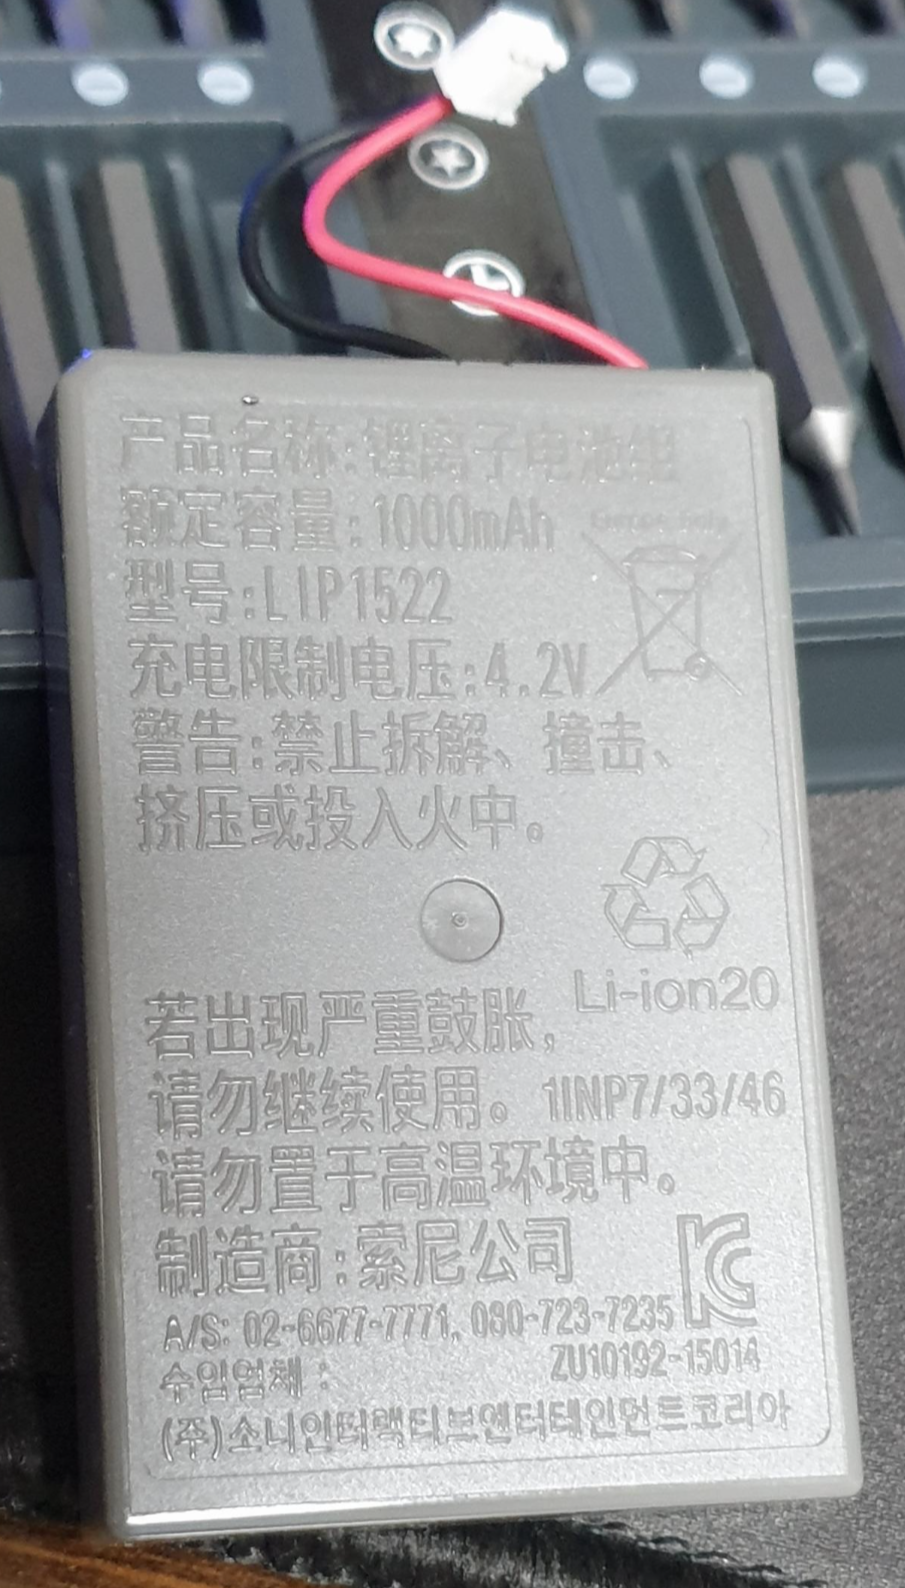 产品名称:锂离子电池组
额定容量:1000mAh
型号:LIP1522
充电限制电压:4.2V
警告:禁止拆解、撞击、
挤压或投入火中。
Li-ion20
若出现严重鼓胀,
请勿继续使用。1INP7/33/46
请勿置于高温环境中。
制造商:索尼公司
A/S: 02-6677-7771, 080-723-7235
ZU10192-15014
수입업체 :
(주)소니인터랙티브엔터테인먼트코리아